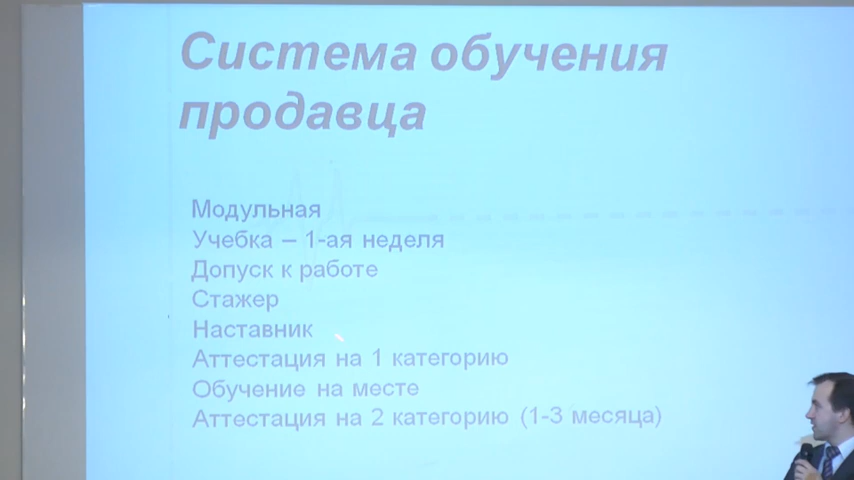 Система обучения
продавца
Модульная
Учебка – 1-ая неделя
Допуск к работе
Стажер
Наставник
Аттестация на 1 категорию
Обучение на месте
Аттестация на 2 категорию (1-3 месяца)